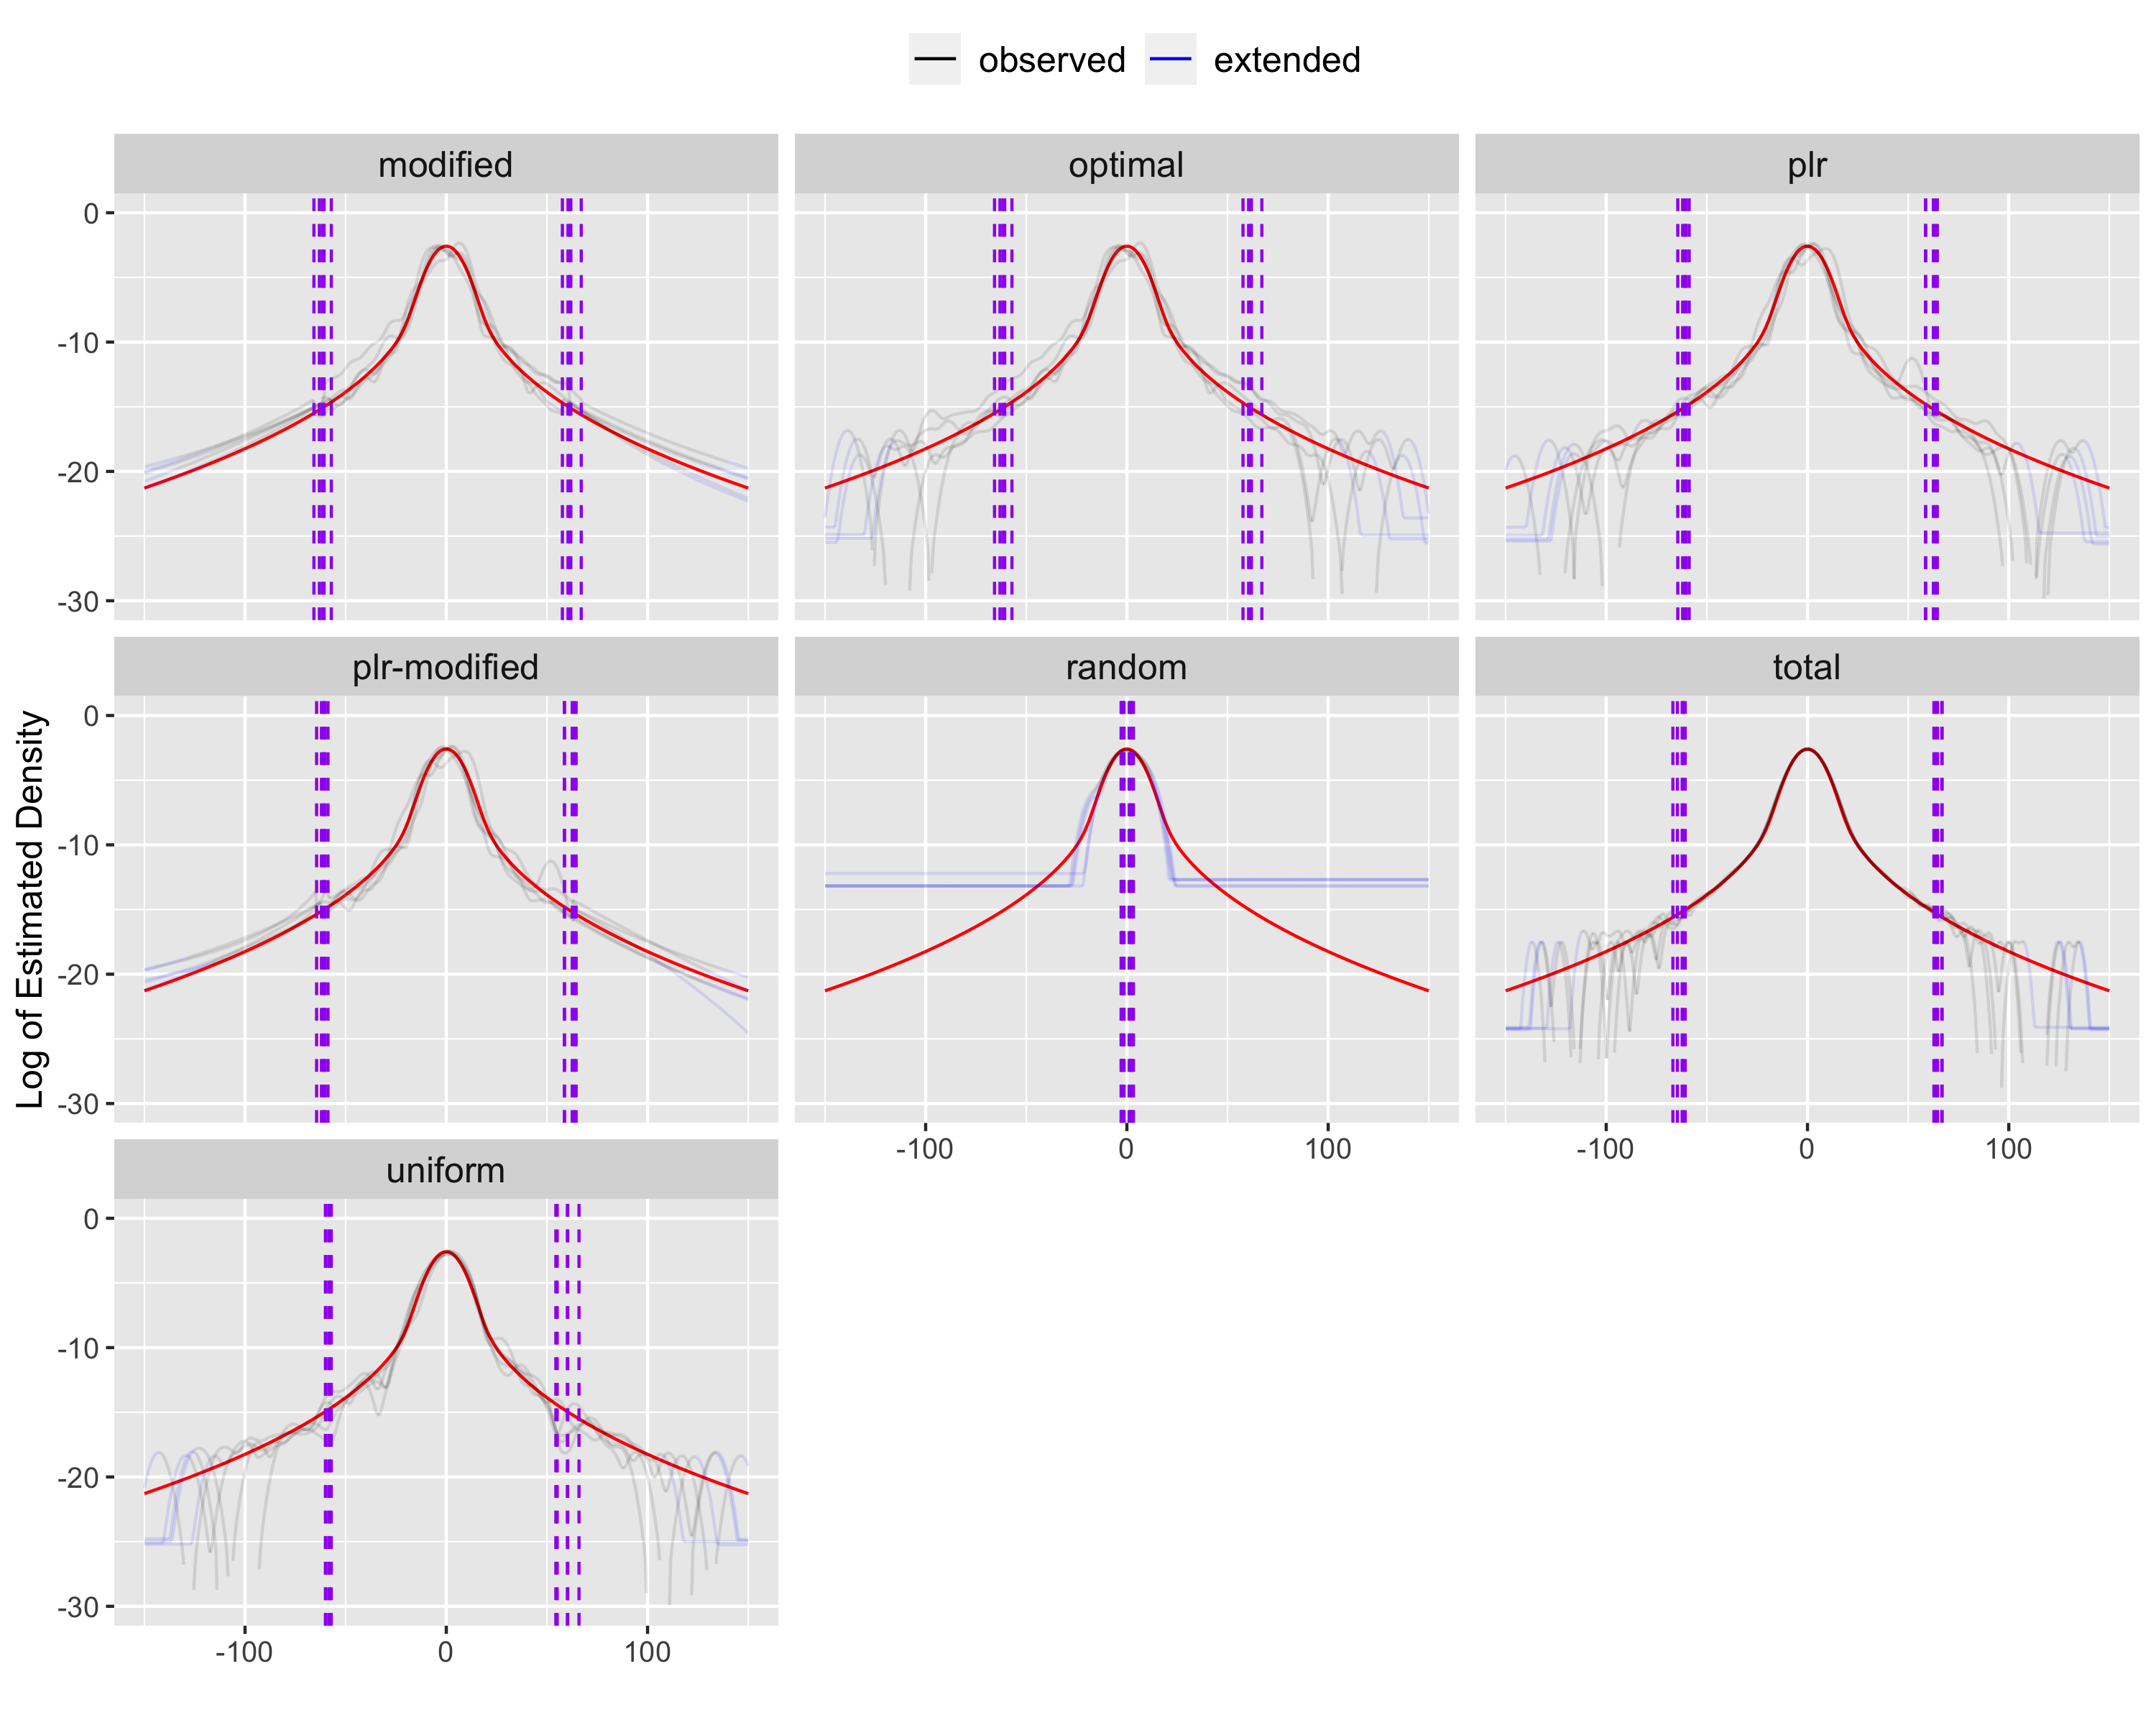 observed extended
modified optimal plr
0
-10
-20
-30
plr-modified random total
Log of Estimated Density
0
-10
-20
-30
-100 0 100 -100 0 100
uniform
0
-10
-20
-30
-100 0 100